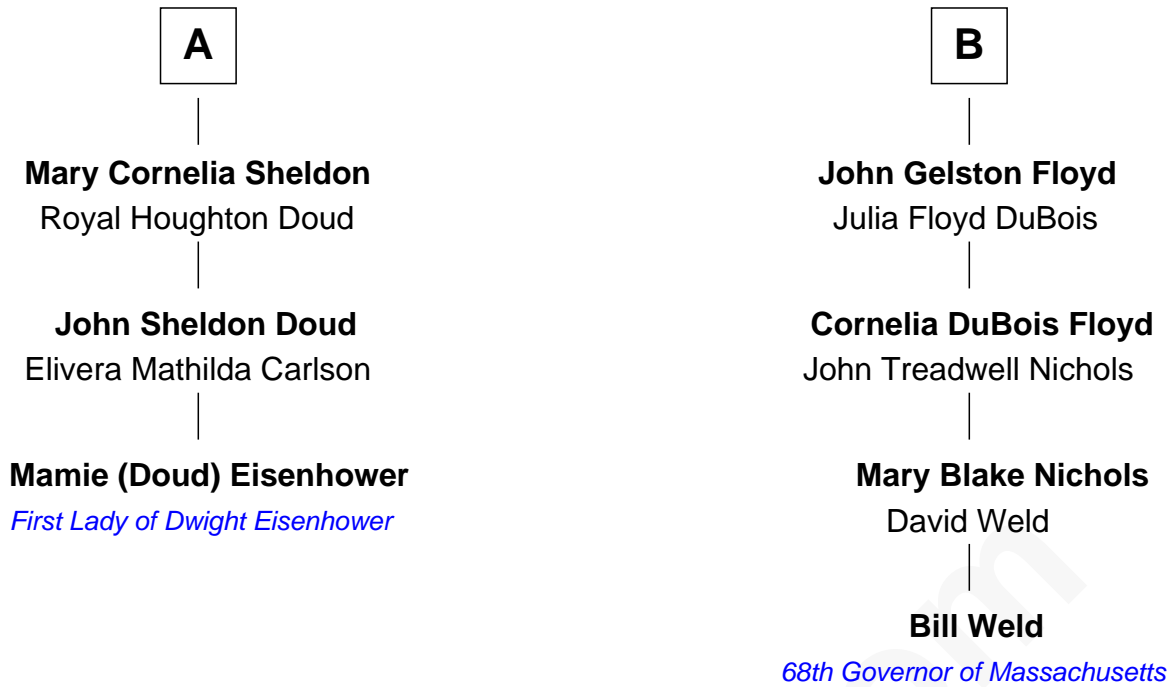 A
Mary Cornelia Sheldon
Royal Houghton Doud
John Sheldon Doud
Elivera Mathilda Carlson
Mamie (Doud) Eisenhower
First Lady of Dwight Eisenhower
B
John Gelston Floyd
Julia Floyd DuBois
Cornelia DuBois Floyd
John Treadwell Nichols
Mary Blake Nichols
David Weld
Bill Weld
68th Governor of Massachusetts